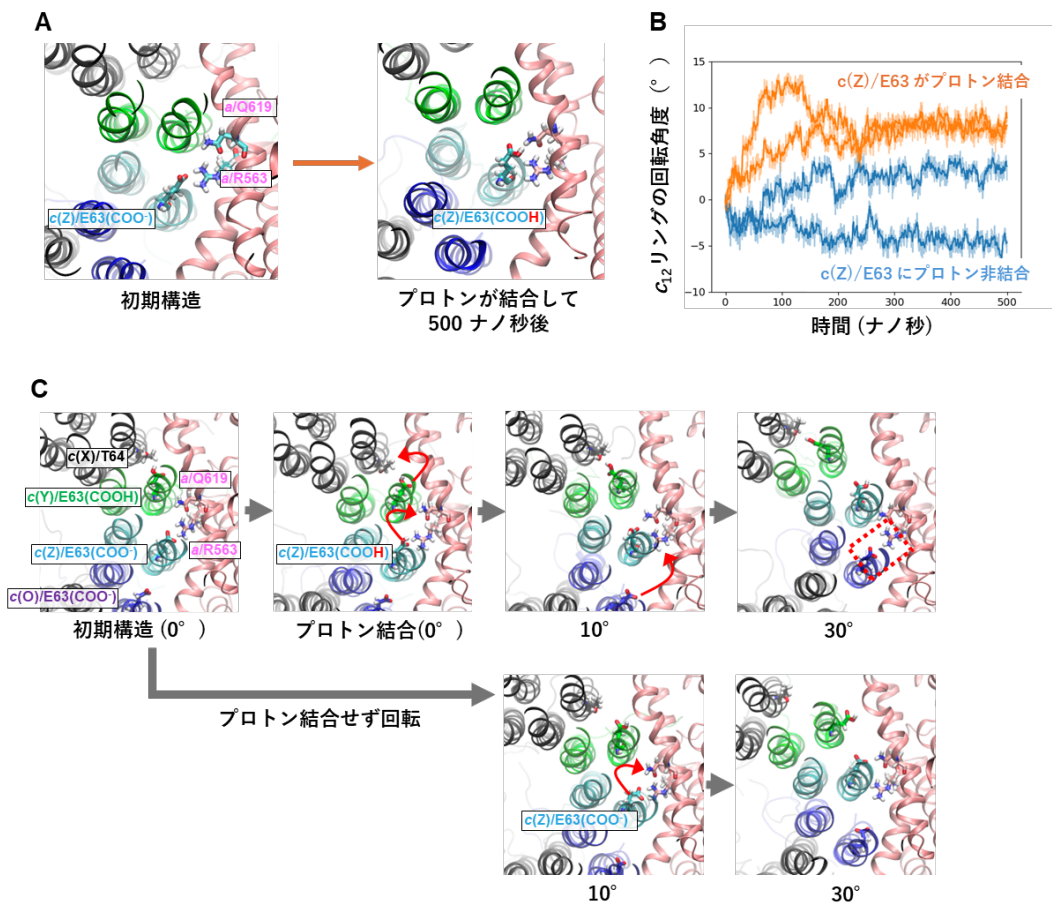 A
a/Q619
a/R563
c(Z)/E63(COO⁻)
初期構造
c(Z)/E63(COOH)
プロトンが結合して
500 ナノ秒後
B
c₁₂リングの回転角度 (°)
15
10
5
0
−5
−10
c(Z)/E63 がプロトン結合
c(Z)/E63 にプロトン非結合
0
100
200
300
400
500
時間 (ナノ秒)
C
c(X)/T64
a/Q619
c(Y)/E63(COOH)
c(Z)/E63(COO⁻)
a/R563
c(O)/E63(COO⁻)
初期構造 (0°)
c(Z)/E63(COOH)
プロトン結合(0°)
10°
30°
プロトン結合せず回転
c(Z)/E63(COO⁻)
10°
30°